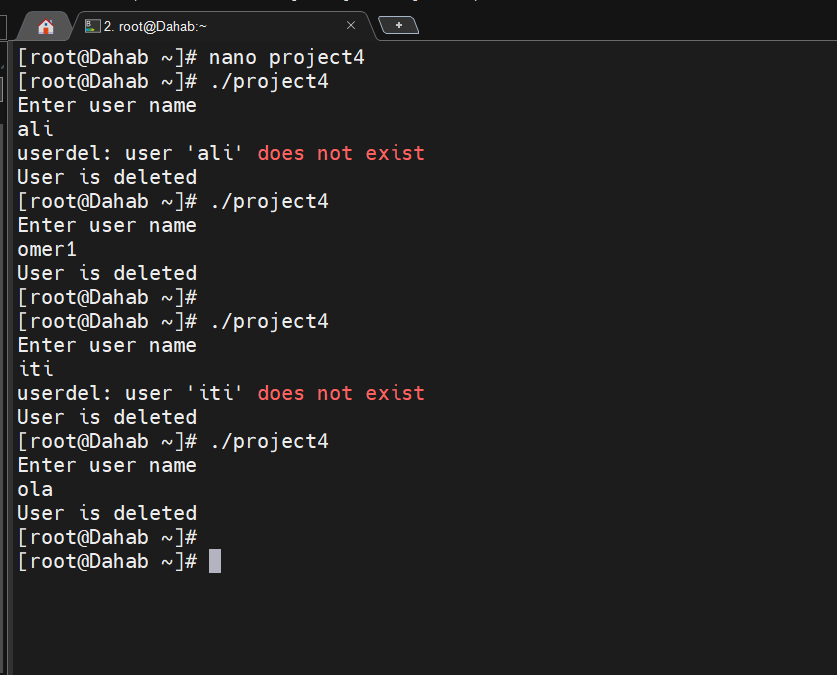 2. root@Dahab:~
[root@Dahab ~]# nano project4
[root@Dahab ~]# ./project4
Enter user name
ali
userdel: user 'ali' does not exist
User is deleted
[root@Dahab ~]# ./project4
Enter user name
omer1
User is deleted
[root@Dahab ~]#
[root@Dahab ~]# ./project4
Enter user name
iti
userdel: user 'iti' does not exist
User is deleted
[root@Dahab ~]# ./project4
Enter user name
ola
User is deleted
[root@Dahab ~]#
[root@Dahab ~]#